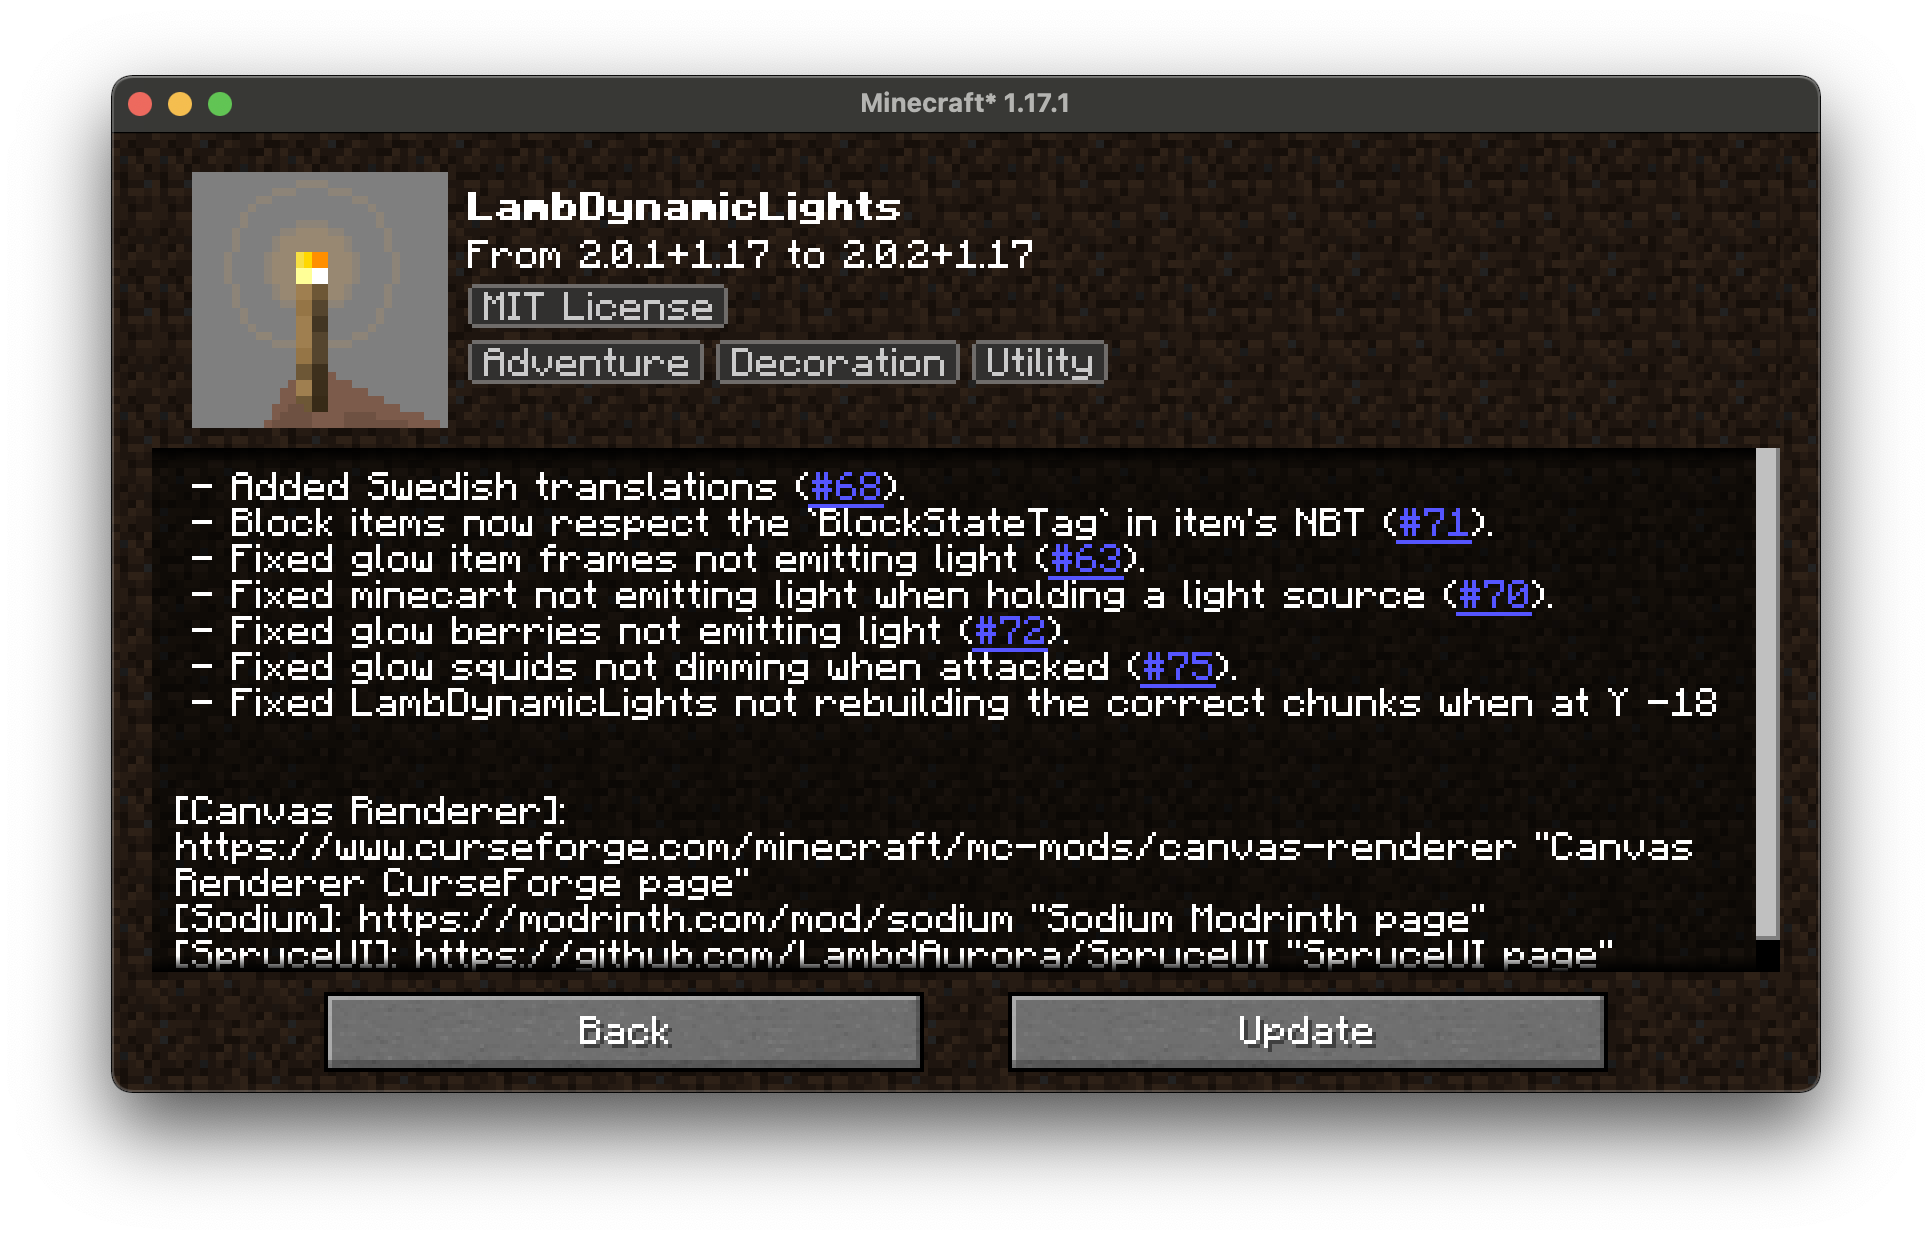 Minecraft* 1.17.1
LambDynamicLights
From 2.0.1+1.17 to 2.0.2+1.17
MIT License
Adventure Decoration Utility
- Added Swedish translations (#68).
- Block items now respect the `BlockStateTag` in item's NBT (#71).
- Fixed glow item frames not emitting light (#63).
- Fixed minecart not emitting light when holding a light source (#70).
- Fixed glow berries not emitting light (#72).
- Fixed glow squids not dimming when attacked (#75).
- Fixed LambDynamicLights not rebuilding the correct chunks when at Y -18
[Canvas Renderer]:
https://www.curseforge.com/minecraft/mc-mods/canvas-renderer "Canvas
Renderer CurseForge page"
[Sodium]: https://modrinth.com/mod/sodium "Sodium Modrinth page"
[SpruceUI]: https://github.com/LambdAurora/SpruceUI "SpruceUI page"
Back Update